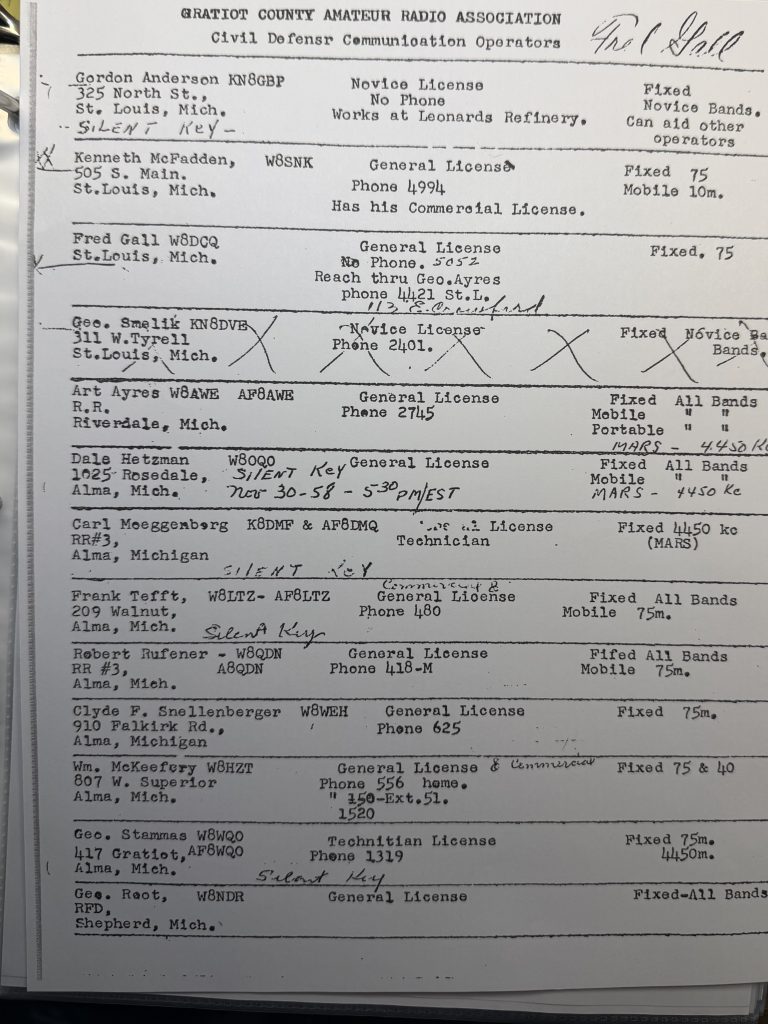 GRATIOT COUNTY AMATEUR RADIO ASSOCIATION
Civil Defensr Communication Operators
Fred Gall
Gordon Anderson KN8GBP Novice License Fixed
325 North St., No Phone Novice Bands.
St. Louis, Mich. Works at Leonards Refinery. Can aid other
SILENT Key - operators
Kenneth McFadden, W8SNK General License Fixed 75
505 S. Main. Phone 4994 Mobile 10m.
St.Louis, Mich. Has his Commercial License.
Fred Gall W8DCQ General License Fixed. 75
St.Louis, Mich. No Phone. 5052
Reach thru Geo.Ayres
phone 4421 St.L.
113 E. Crawford
Geo. Smelik KN8DVE Novice License Fixed Novice Ba
311 W.Tyrell Phone 2401. Bands.
St.Louis, Mich.
Art Ayres W8AWE AF8AWE General License Fixed All Bands
R.R. Phone 2745 Mobile " "
Riverdale, Mich. Portable " "
MARS - 4450 Kc
Dale Hetzman W8OQO General License Fixed All Bands
1025 Rosedale, SILENT Key Mobile " "
Alma, Mich. Nov 30-58 - 5:30 PM/EST MARS - 4450 Kc
Carl Moeggenborg K8DMF & AF8DMQ License Fixed 4450 kc
RR#3, Technician (MARS)
Alma, Michigan
SILENT KEY
Commercial &
Frank Tefft, W8LTZ- AF8LTZ General License Fixed All Bands
209 Walnut, Phone 480 Mobile 75m.
Alma, Mich. Silent Key
Robert Rufener - W8QDN General License Fifed All Bands
RR #3, A8QDN Phone 418-M Mobile 75m.
Alma, Mich.
Clyde F. Snellenberger W8WEH General License Fixed 75m.
910 Falkirk Rd., Phone 625
Alma, Michigan
Wm. McKeefery W8HZT General License & Commercial Fixed 75 & 40
807 W. Superior Phone 556 home.
Alma, Mich. " 150-Ext.51.
1520
Geo. Stammas W8WQO Technitian License Fixed 75m.
417 Gratiot, AF8WQO Phone 1319 4450m.
Alma, Mich. Silent Key
Geo. Root, W8NDR General License Fixed-All Bands
RFD,
Shepherd, Mich.